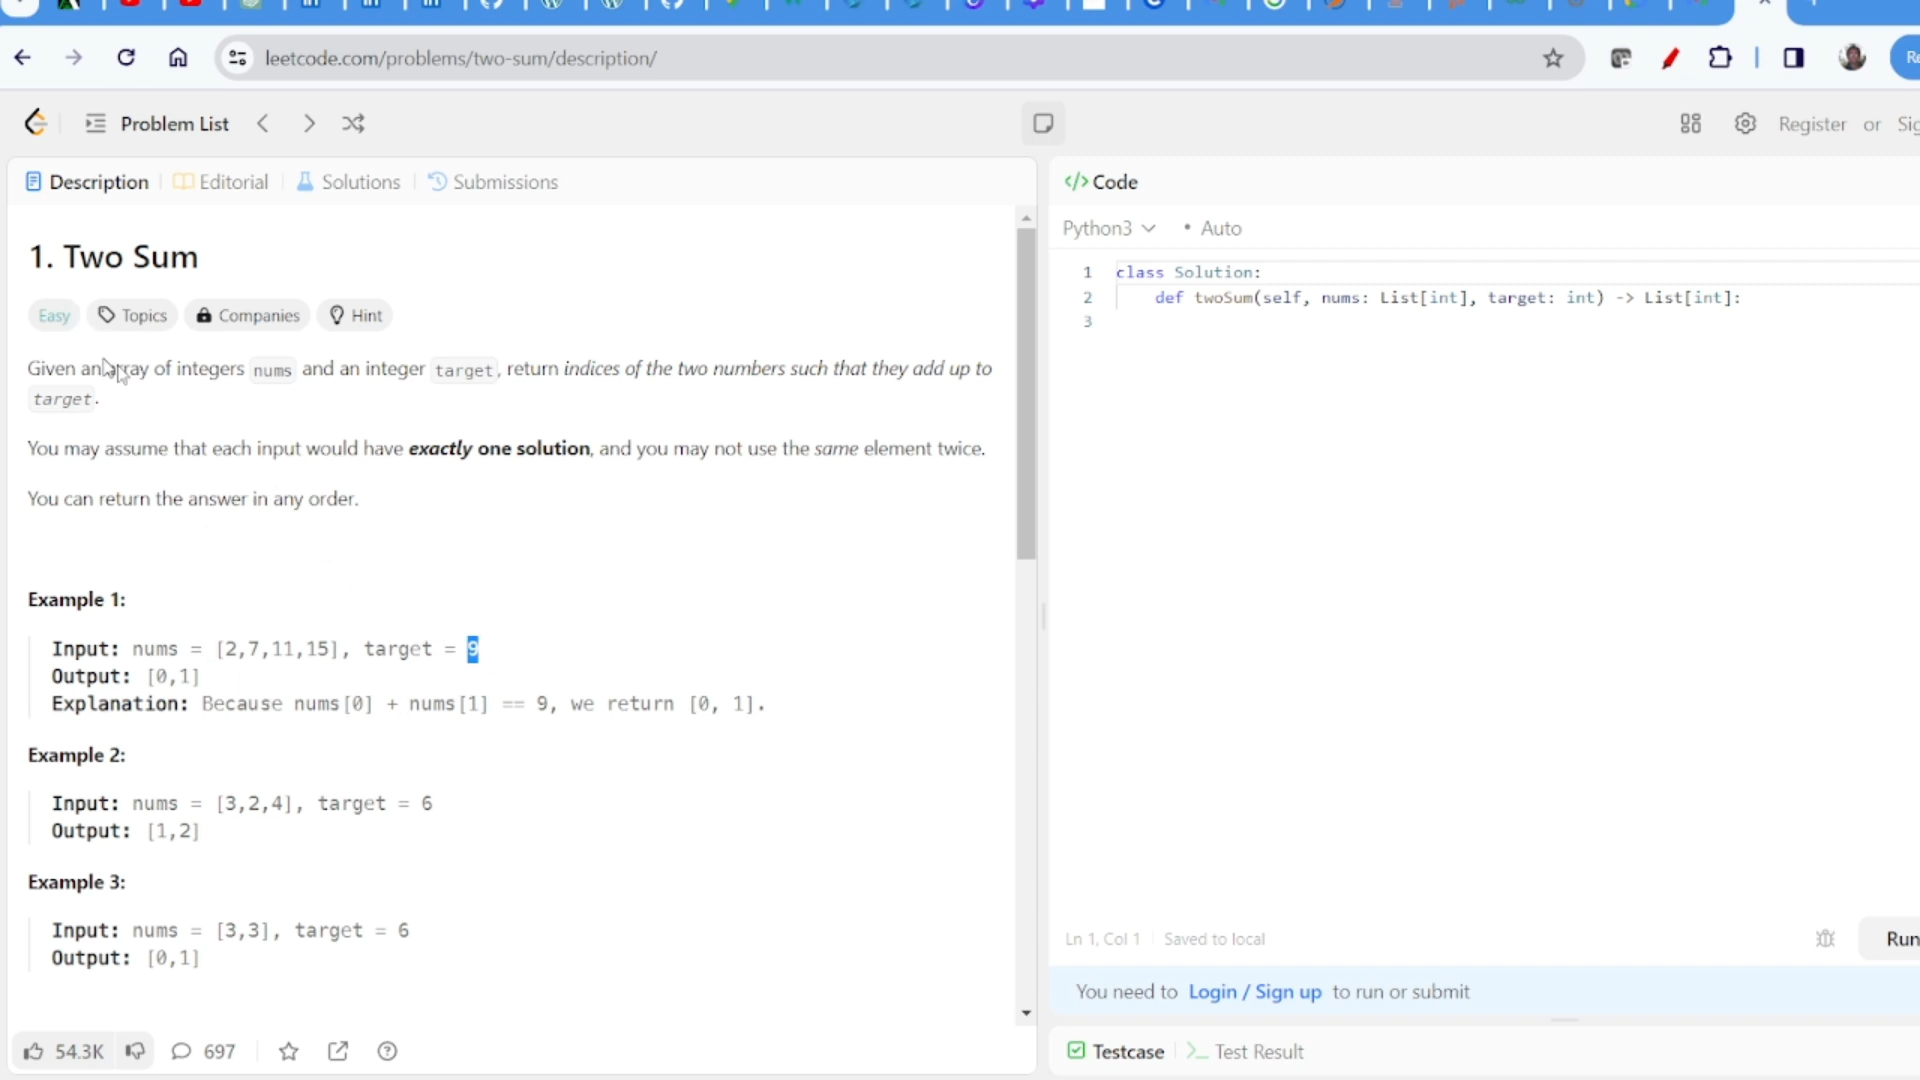 leetcode.com/problems/two-sum/description/
Problem List
Register or
Description Editorial Solutions Submissions
1. Two Sum
Easy Topics Companies Hint
Given an array of integers nums and an integer target, return indices of the two numbers such that they add up to
target.
You may assume that each input would have exactly one solution, and you may not use the same element twice.
You can return the answer in any order.
Example 1:
Input: nums = [2,7,11,15], target = 9
Output: [0,1]
Explanation: Because nums[0] + nums[1] == 9, we return [0, 1].
Example 2:
Input: nums = [3,2,4], target = 6
Output: [1,2]
Example 3:
Input: nums = [3,3], target = 6
Output: [0,1]
54.3K 697
</> Code
Python3 • Auto
1 class Solution:
2 def twoSum(self, nums: List[int], target: int) -> List[int]:
3
Ln 1, Col 1 Saved to local
Run
You need to Login / Sign up to run or submit
Testcase >_ Test Result